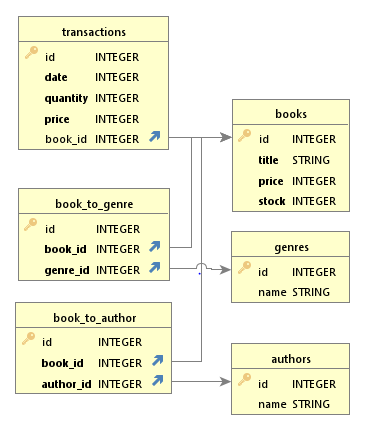 transactions
id INTEGER
date INTEGER
quantity INTEGER
price INTEGER
book_id INTEGER
books
id INTEGER
title STRING
price INTEGER
stock INTEGER
book_to_genre
id INTEGER
book_id INTEGER
genre_id INTEGER
genres
id INTEGER
name STRING
book_to_author
id INTEGER
book_id INTEGER
author_id INTEGER
authors
id INTEGER
name STRING